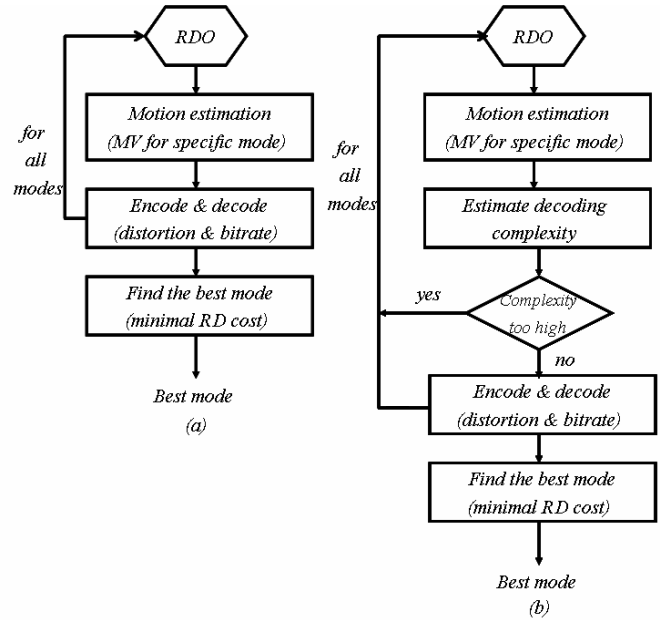 RDO
Motion estimation
(MV for specific mode)
for
all
modes
Encode & decode
(distortion & bitrate)
Find the best mode
(minimal RD cost)
Best mode
(a)
RDO
Motion estimation
(MV for specific mode)
for
all
modes
Estimate decoding
complexity
yes
Complexity
too high
no
Encode & decode
(distortion & bitrate)
Find the best mode
(minimal RD cost)
Best mode
(b)